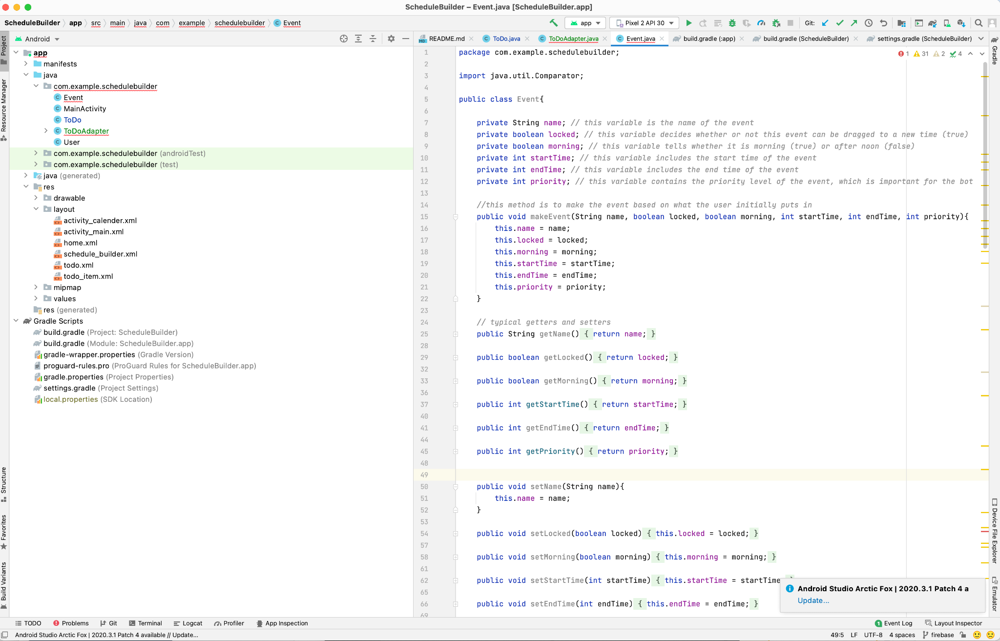 ScheduleBuilder – Event.java [ScheduleBuilder.app]
ScheduleBuilder app src main java com example schedulebuilder Event app Pixel 2 API 30 Git:
Android
README.md ToDo.java ToDoAdapter.java Event.java build.gradle (:app) build.gradle (ScheduleBuilder) settings.gradle (ScheduleBuilder)
Project
Resource Manager
Structure
Favorites
Build Variants
app
manifests
java
com.example.schedulebuilder
Event
MainActivity
ToDo
ToDoAdapter
User
com.example.schedulebuilder (androidTest)
com.example.schedulebuilder (test)
java (generated)
res
drawable
layout
activity_calender.xml
activity_main.xml
home.xml
schedule_builder.xml
todo.xml
todo_item.xml
mipmap
values
res (generated)
Gradle Scripts
build.gradle (Project: ScheduleBuilder)
build.gradle (Module: ScheduleBuilder.app)
gradle-wrapper.properties (Gradle Version)
proguard-rules.pro (ProGuard Rules for ScheduleBuilder.app)
gradle.properties (Project Properties)
settings.gradle (Project Settings)
local.properties (SDK Location)
1 31 2 4
1 package com.example.schedulebuilder;
2
3 import java.util.Comparator;
4
5 public class Event{
6
7 private String name; // this variable is the name of the event
8 private boolean locked; // this variable decides whether or not this event can be dragged to a new time (true)
9 private boolean morning; // this variable tells whether it is morning (true) or after noon (false)
10 private int startTime; // this variable includes the start time of the event
11 private int endTime; // this variable includes the end time of the event
12 private int priority; // this variable contains the priority level of the event, which is important for the bot
13
14 //this method is to make the event based on what the user initially puts in
15 public void makeEvent(String name, boolean locked, boolean morning, int startTime, int endTime, int priority){
16 this.name = name;
17 this.locked = locked;
18 this.morning = morning;
19 this.startTime = startTime;
20 this.endTime = endTime;
21 this.priority = priority;
22 }
23
24 // typical getters and setters
25 public String getName() { return name; }
28
29 public boolean getLocked() { return locked; }
32
33 public boolean getMorning() { return morning; }
36
37 public int getStartTime() { return startTime; }
40
41 public int getEndTime() { return endTime; }
44
45 public int getPriority() { return priority; }
48
49
50 public void setName(String name){
51 this.name = name;
52 }
53
54 public void setLocked(boolean locked) { this.locked = locked; }
57
58 public void setMorning(boolean morning) { this.morning = morning; }
61
62 public void setStartTime(int startTime) { this.startTime = startTime
65
66 public void setEndTime(int endTime) { this.endTime = endTime; }
69
Gradle
Device File Explorer
Emulator
Android Studio Arctic Fox | 2020.3.1 Patch 4 a
Update...
TODO Problems Git Terminal Logcat Profiler App Inspection 1 Event Log Layout Inspector
Android Studio Arctic Fox | 2020.3.1 Patch 4 available // Update... 49:5 LF UTF-8 4 spaces firebase